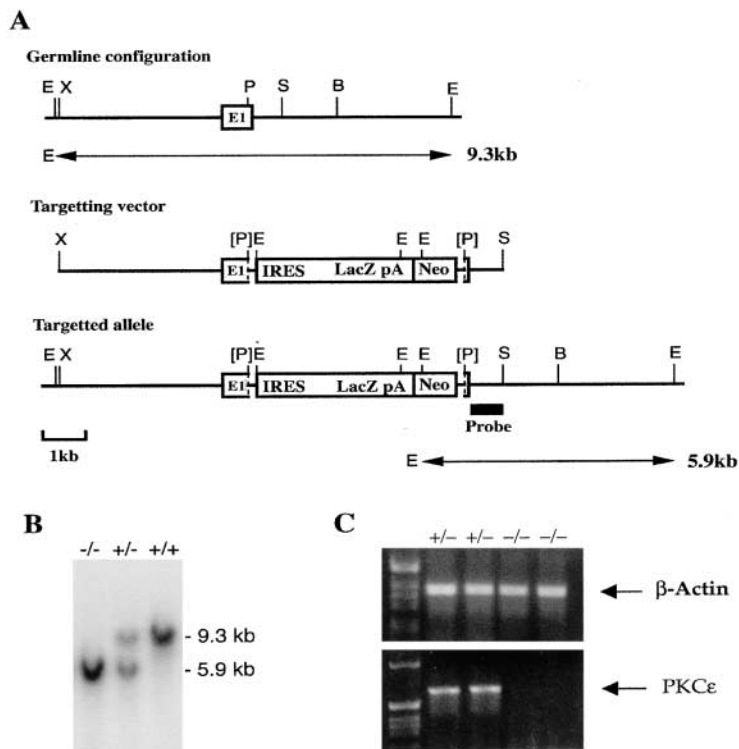 A
Germline configuration
E X P S B E
E1
E 9.3kb
Targetting vector
X [P] E E E [P] S
E1 IRES LacZ pA Neo
Targetted allele
E X [P] E E E [P] S B E
E1 IRES LacZ pA Neo
Probe
1kb
E 5.9kb
B
-/- +/- +/+
- 9.3 kb
- 5.9 kb
C
+/– +/– –/– –/–
β-Actin
PKCε